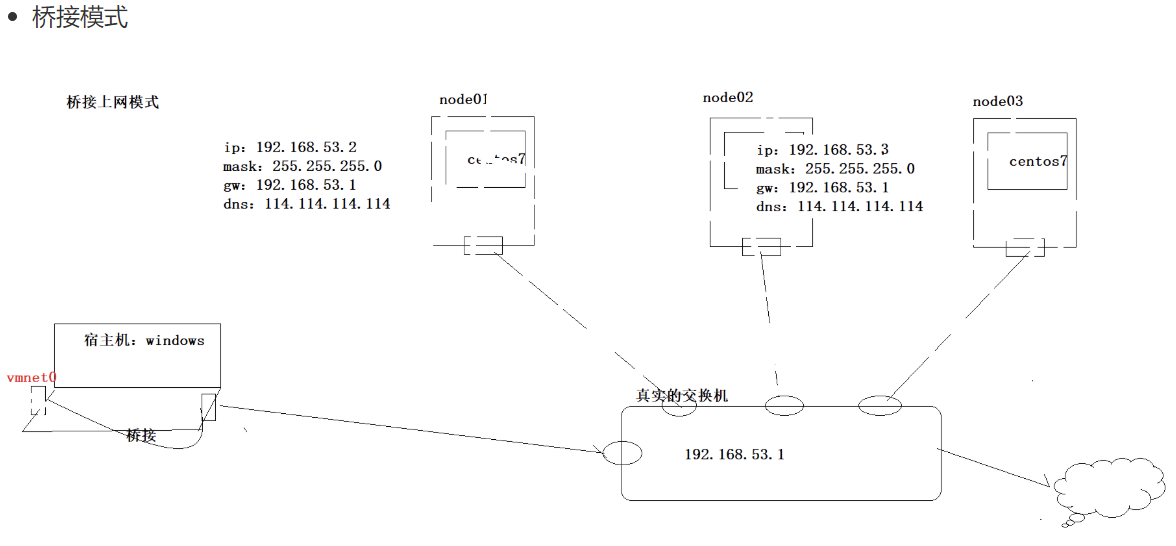 桥接模式
桥接上网模式
node01
node02
node03
ip: 192.168.53.2
mask: 255.255.255.0
gw: 192.168.53.1
dns: 114.114.114.114
centos7
ip: 192.168.53.3
mask: 255.255.255.0
gw: 192.168.53.1
dns: 114.114.114.114
centos7
宿主机: windows
vmnet0
桥接
真实的交换机
192.168.53.1